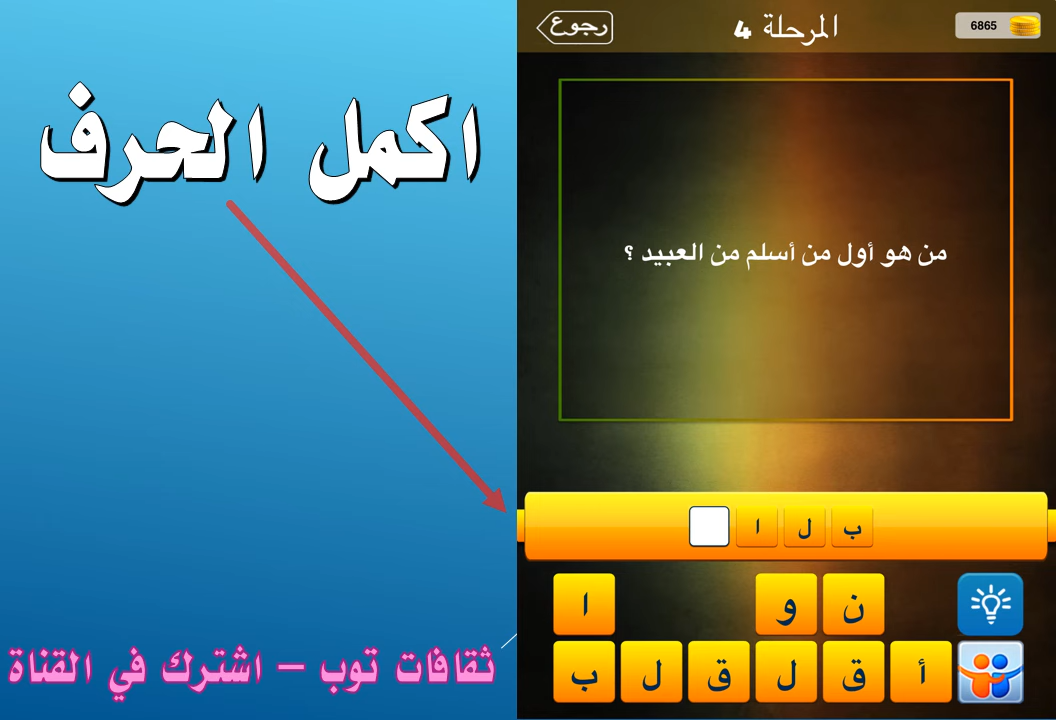 اكمل الحرف
ثقافات توب – اشترك في القناة
رجوع
المرحلة 4
6865
من هو أول من أسلم من العبيد ؟
ب ل ا
ن و ا
أ ق ل ق ل ب